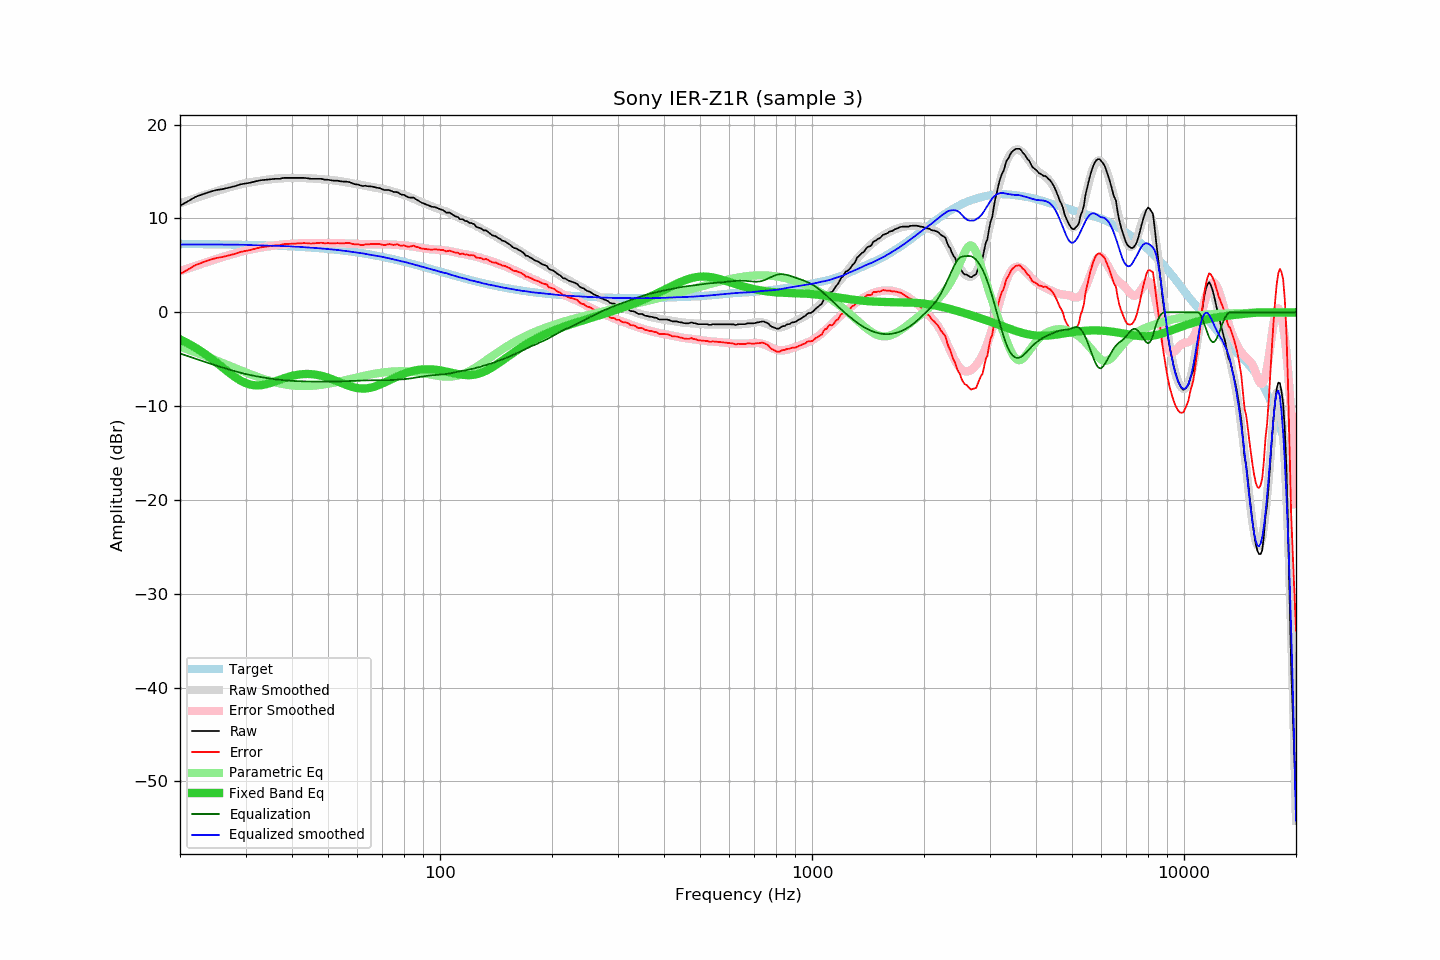 Sony IER-Z1R (sample 3)
20
10
0
−10
−20
−30
−40
−50
Amplitude (dBr)
Target
Raw Smoothed
Error Smoothed
Raw
Error
Parametric Eq
Fixed Band Eq
Equalization
Equalized smoothed
100
1000
10000
Frequency (Hz)